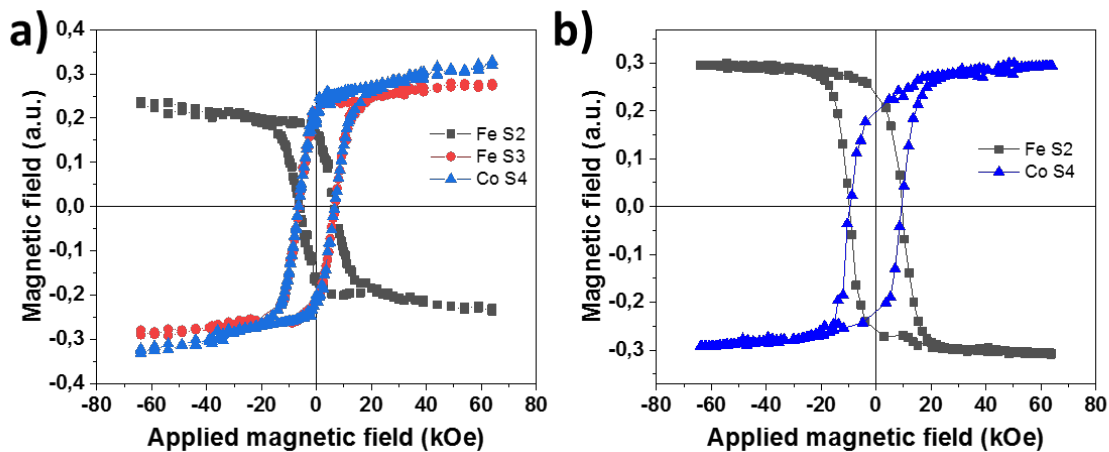 a)
Magnetic field (a.u.)
0,4
0,3
0,2
0,1
0,0
-0,1
-0,2
-0,3
-0,4
Fe S2
Fe S3
Co S4
-80 -60 -40 -20 0 20 40 60 80
Applied magnetic field (kOe)
b)
Magnetic field (a.u.)
0,3
0,2
0,1
0,0
-0,1
-0,2
-0,3
Fe S2
Co S4
-80 -60 -40 -20 0 20 40 60 80
Applied magnetic field (kOe)